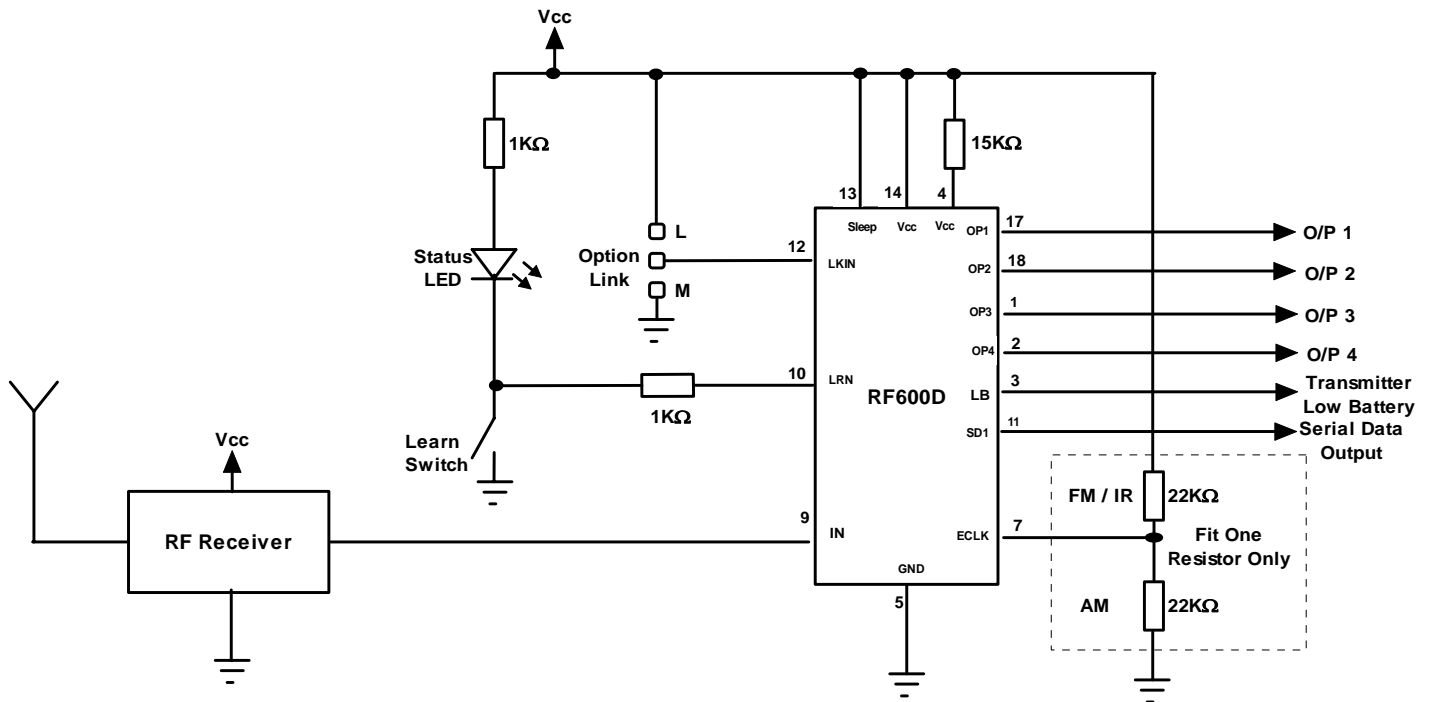 Vcc
1KΩ
15KΩ
13
14
4
Sleep
Vcc
Vcc
OP1
17
O/P 1
L
Option
Link
M
12
LKIN
OP2
18
O/P 2
Status
LED
OP3
1
O/P 3
OP4
2
O/P 4
10
LRN
1KΩ
RF600D
LB
3
Transmitter
Low Battery
SD1
11
Serial Data
Output
Learn
Switch
Vcc
RF Receiver
9
IN
ECLK
7
FM / IR
22KΩ
Fit One
Resistor Only
AM
22KΩ
GND
5